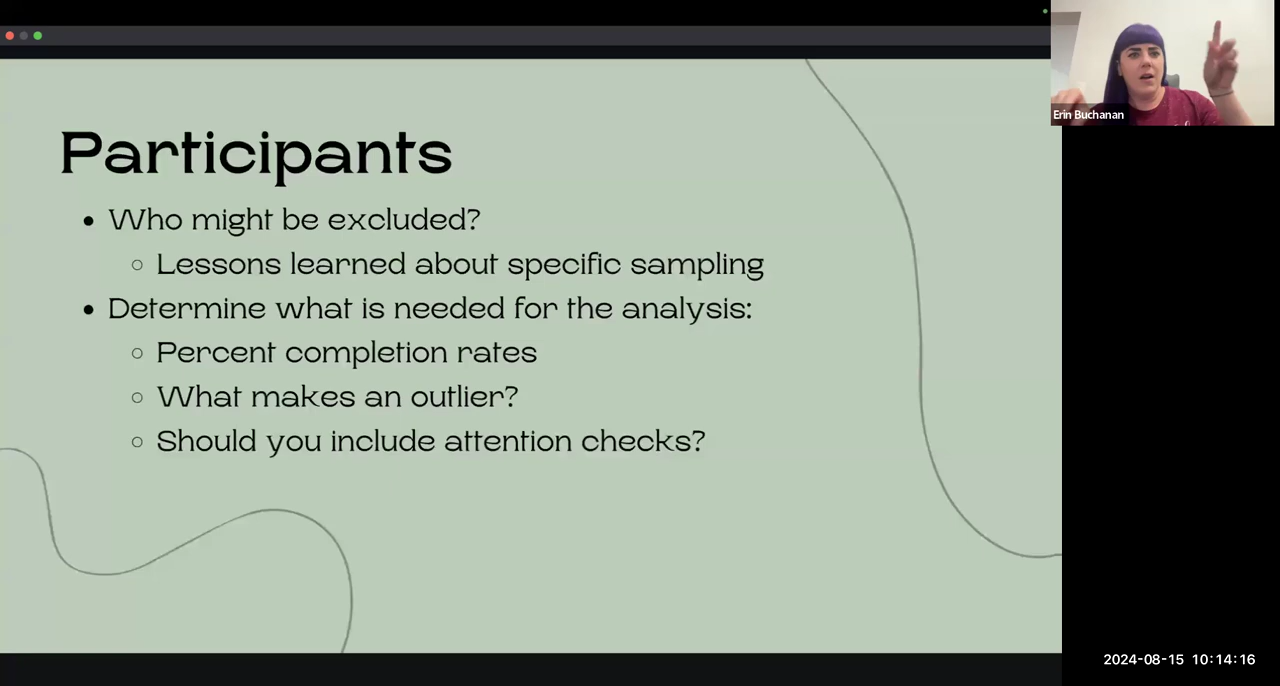 Participants
Who might be excluded?
Lessons learned about specific sampling
Determine what is needed for the analysis:
Percent completion rates
What makes an outlier?
Should you include attention checks?
Erin Buchanan
2024-08-15 10:14:16